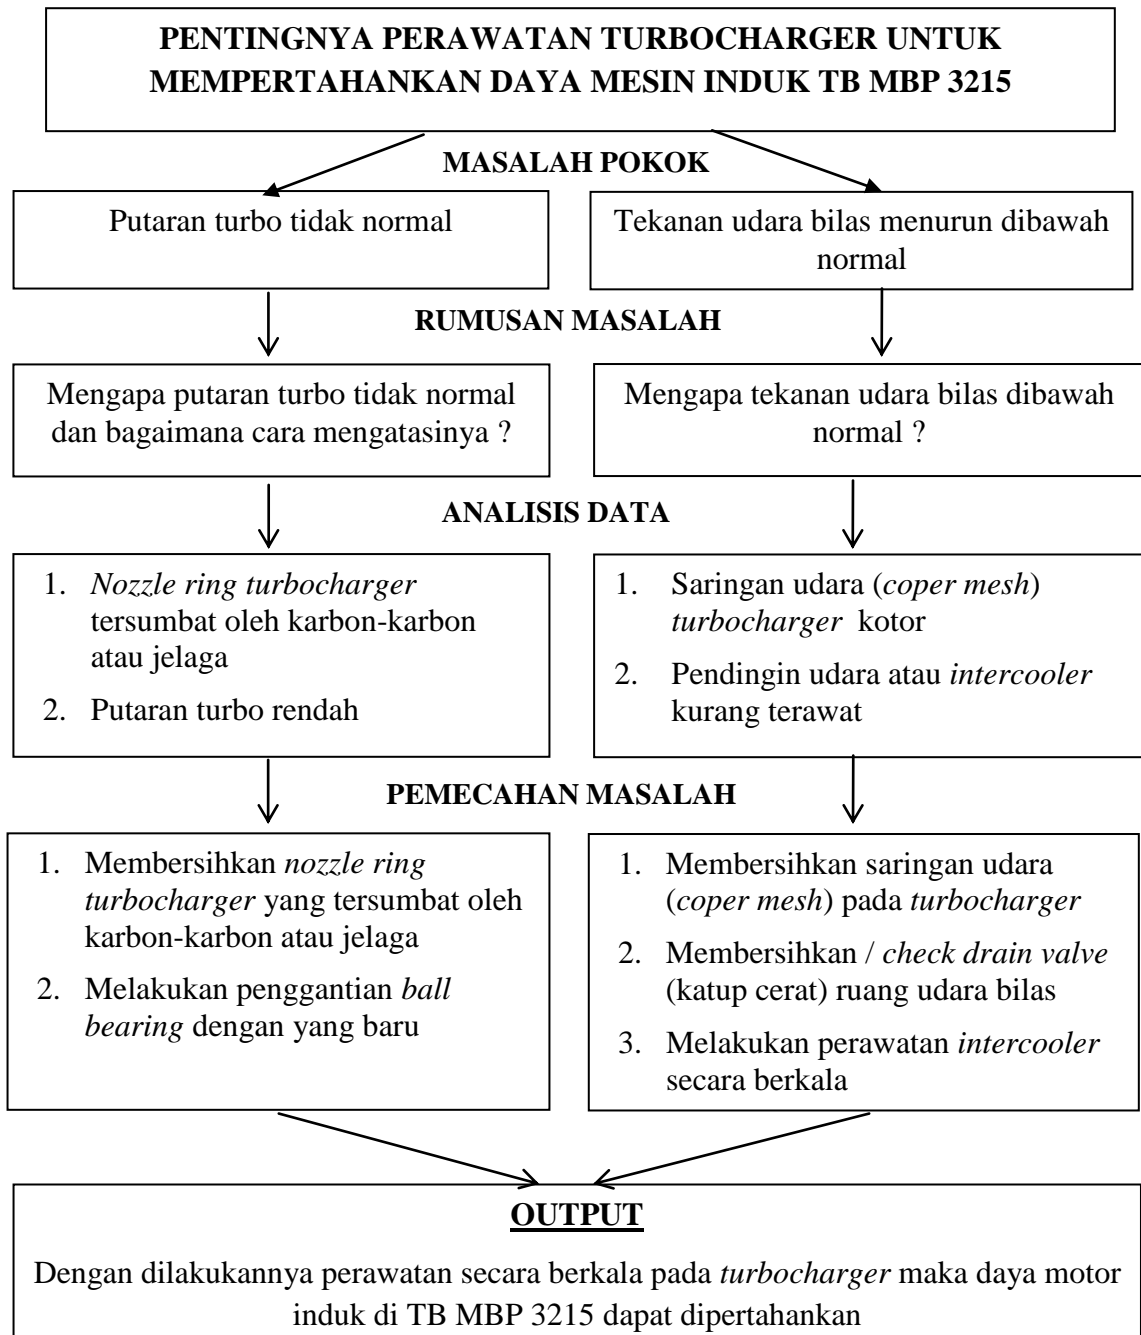 PENTINGNYA PERAWATAN TURBOCHARGER UNTUK
MEMPERTAHANKAN DAYA MESIN INDUK TB MBP 3215
MASALAH POKOK
Putaran turbo tidak normal
Tekanan udara bilas menurun dibawah
normal
RUMUSAN MASALAH
Mengapa putaran turbo tidak normal
dan bagaimana cara mengatasinya ?
Mengapa tekanan udara bilas dibawah
normal ?
ANALISIS DATA
1. Nozzle ring turbocharger
tersumbat oleh karbon-karbon
atau jelaga
2. Putaran turbo rendah
1. Saringan udara (coper mesh)
turbocharger kotor
2. Pendingin udara atau intercooler
kurang terawat
PEMECAHAN MASALAH
1. Membersihkan nozzle ring
turbocharger yang tersumbat oleh
karbon-karbon atau jelaga
2. Melakukan penggantian ball
bearing dengan yang baru
1. Membersihkan saringan udara
(coper mesh) pada turbocharger
2. Membersihkan / check drain valve
(katup cerat) ruang udara bilas
3. Melakukan perawatan intercooler
secara berkala
OUTPUT
Dengan dilakukannya perawatan secara berkala pada turbocharger maka daya motor
induk di TB MBP 3215 dapat dipertahankan